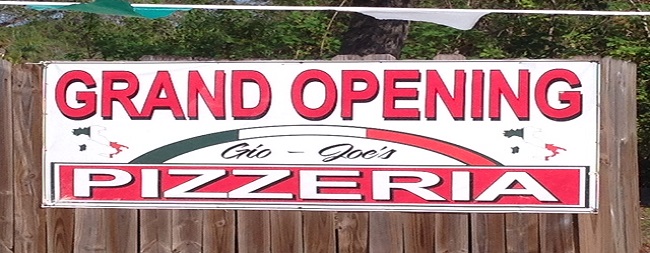 GRAND OPENING
Gio - Joe's
PIZZERIA